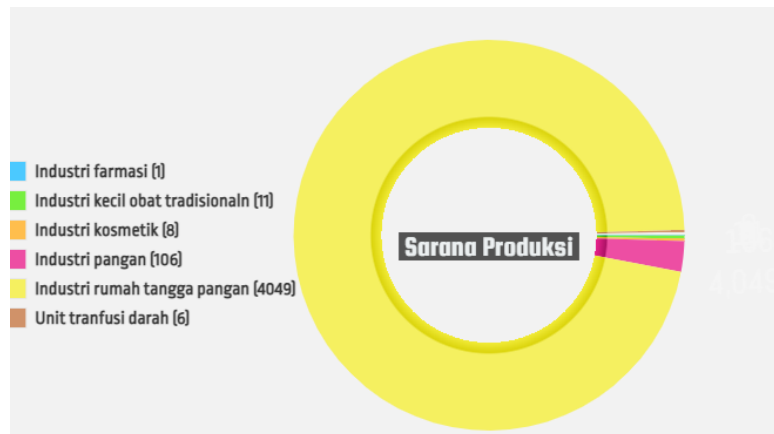 Industri farmasi (1)
Industri kecil obat tradisionaln (11)
Industri kosmetik (8)
Industri pangan (106)
Industri rumah tangga pangan (4049)
Unit tranfusi darah (6)
Sarana Produksi